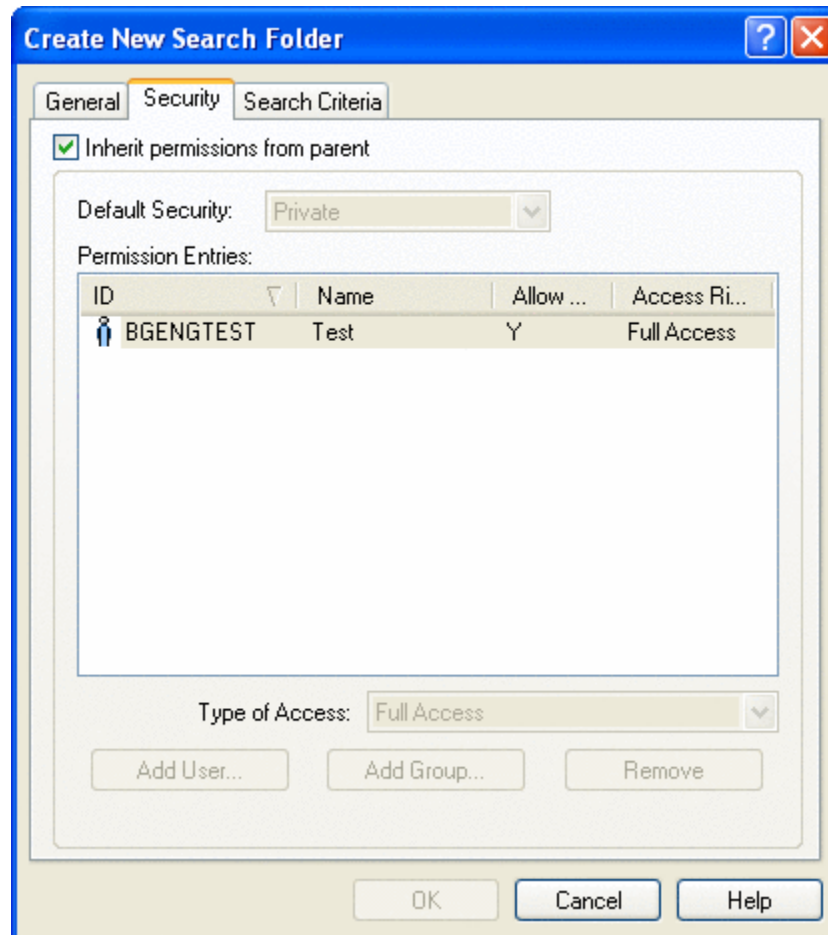 Create New Search Folder ?
General Security Search Criteria
Inherit permissions from parent
Default Security: Private
Permission Entries:
ID Name Allow ... Access Ri...
BGENGTEST Test Y Full Access
Type of Access: Full Access
Add User... Add Group... Remove
OK Cancel Help